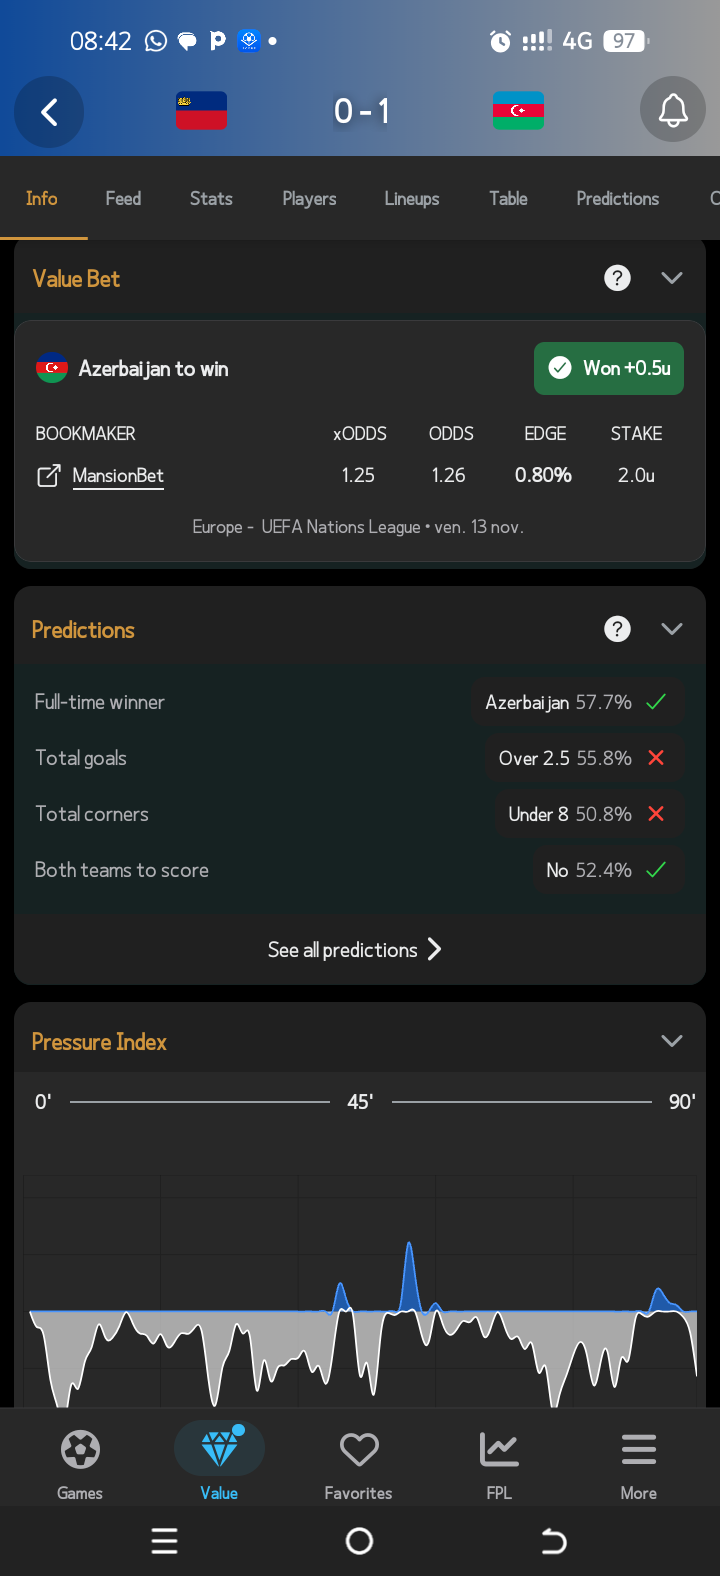 08:42 4G 97
0 - 1
Info Feed Stats Players Lineups Table Predictions
Value Bet ?
Azerbaijan to win Won +0.5u
BOOKMAKER xODDS ODDS EDGE STAKE
MansionBet 1.25 1.26 0.80% 2.0u
Europe - UEFA Nations League • ven. 13 nov.
Predictions ?
Full-time winner Azerbaijan 57.7%
Total goals Over 2.5 55.8%
Total corners Under 8 50.8%
Both teams to score No 52.4%
See all predictions
Pressure Index
0' 45' 90'
Games Value Favorites FPL More